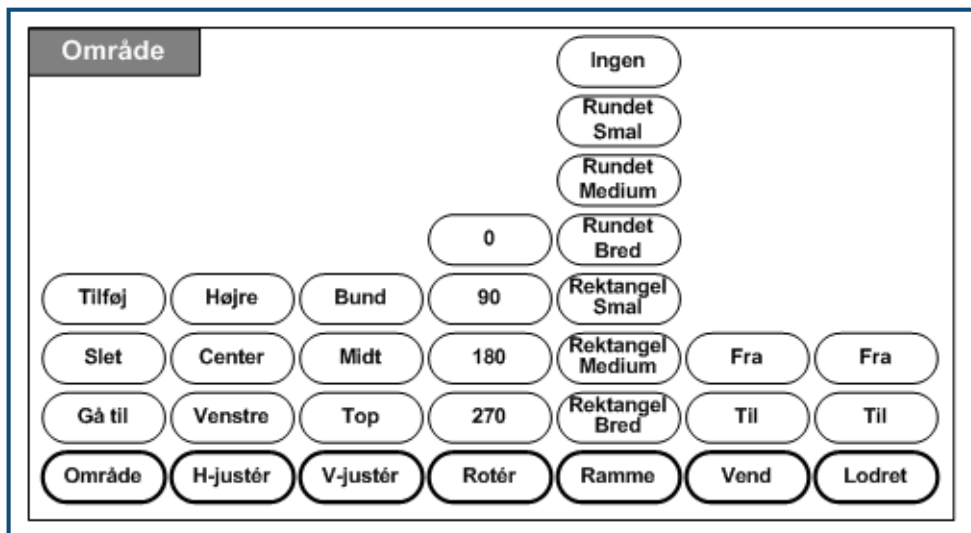 Område
Ingen
Rundet
Smal
Rundet
Medium
0 Rundet
Bred
Tilføj Højre Bund 90 Rektangel
Smal
Slet Center Midt 180 Rektangel
Medium Fra Fra
Gå til Venstre Top 270 Rektangel
Bred Til Til
Område H-justér V-justér Rotér Ramme Vend Lodret